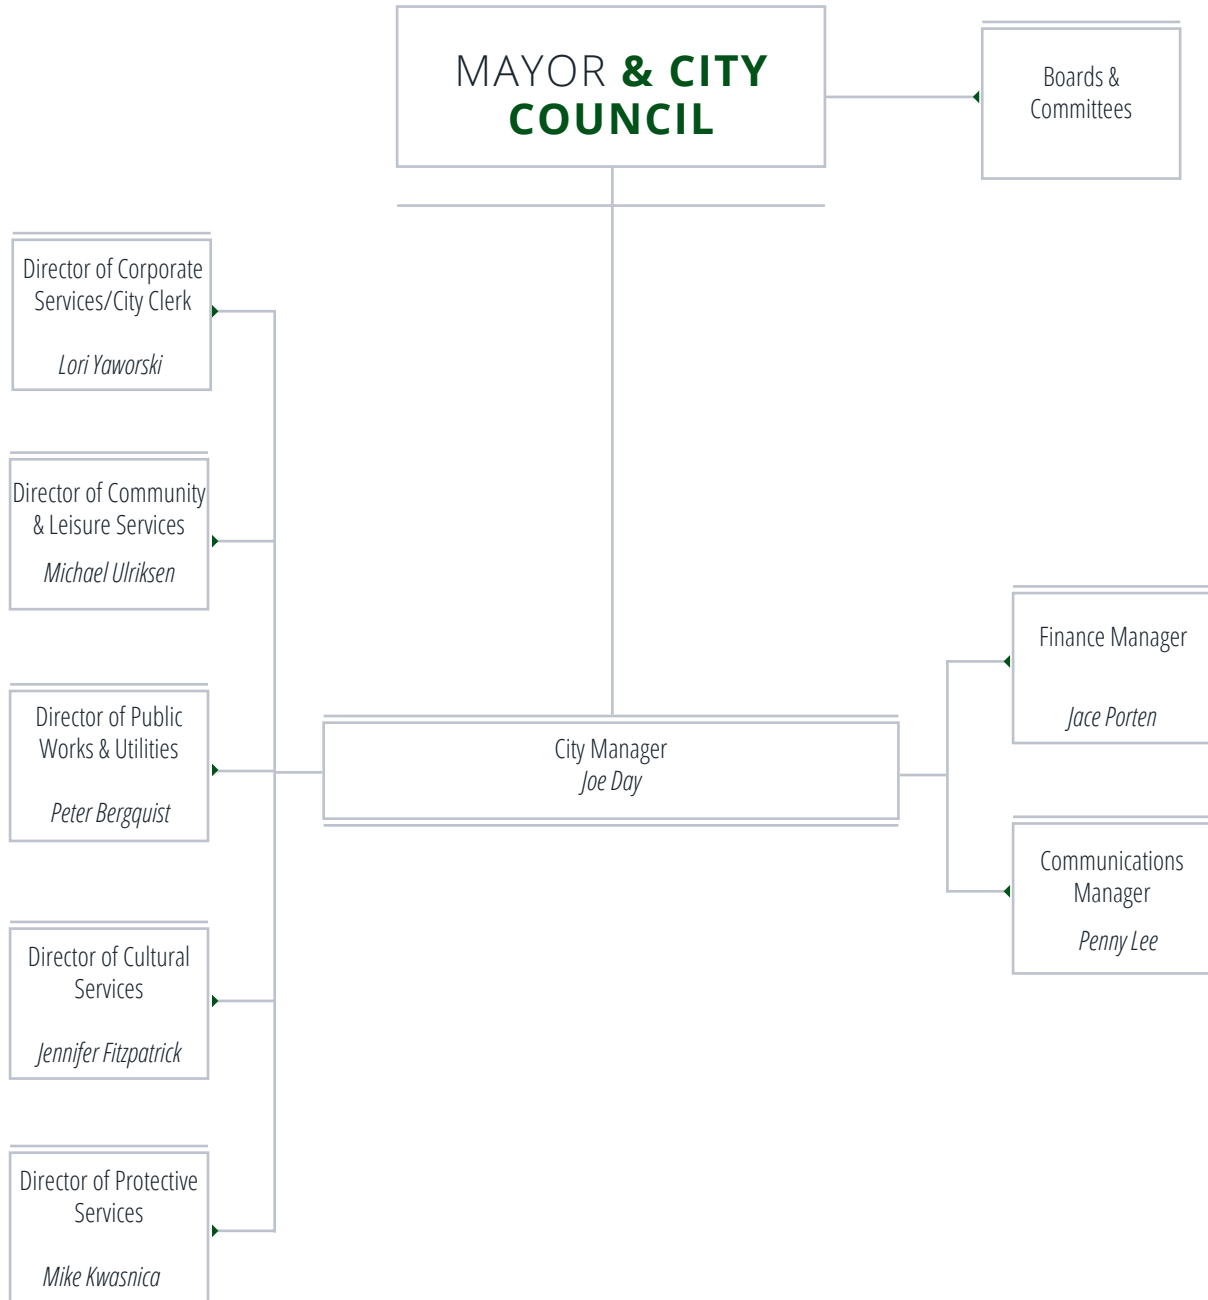 MAYOR & CITY
COUNCIL
Boards &
Committees
Director of Corporate
Services/City Clerk
Lori Yaworski
Director of Community
& Leisure Services
Michael Ulriksen
Director of Public
Works & Utilities
Peter Bergquist
Director of Cultural
Services
Jennifer Fitzpatrick
Director of Protective
Services
Mike Kwasnica
City Manager
Joe Day
Finance Manager
Jace Porten
Communications
Manager
Penny Lee